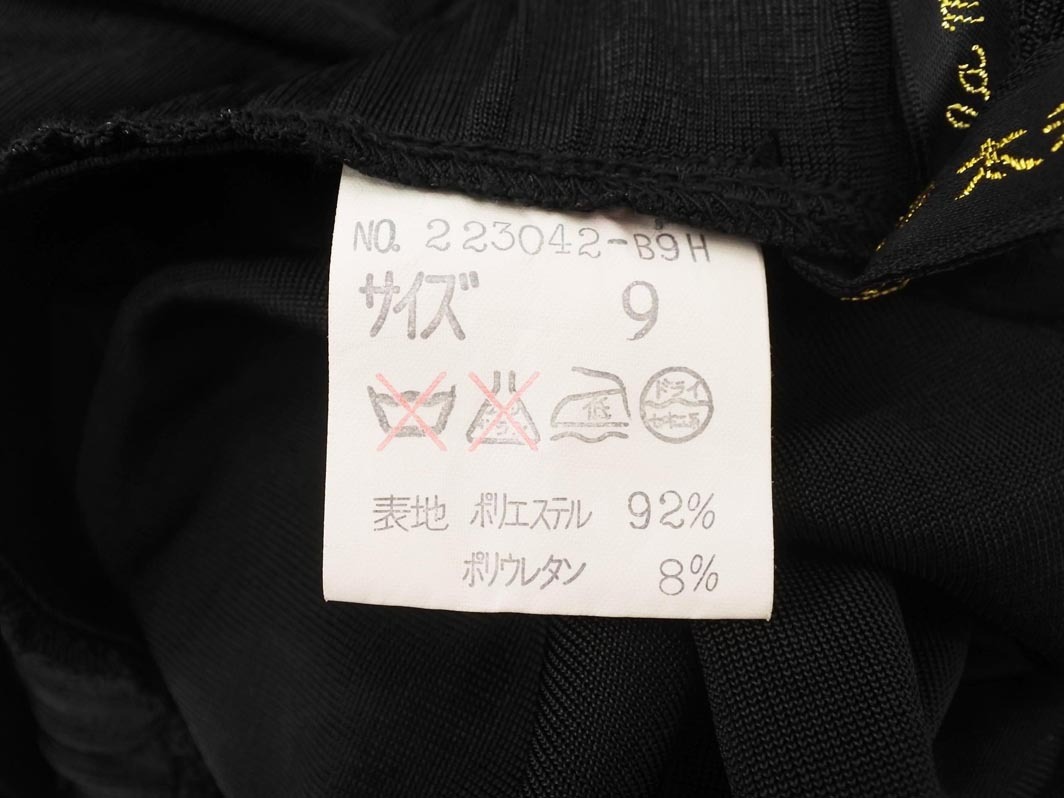 NO. 223042-B9H
サイズ 9
低 ドライ
セキユ系
表地 ポリエステル 92%
ポリウレタン 8%